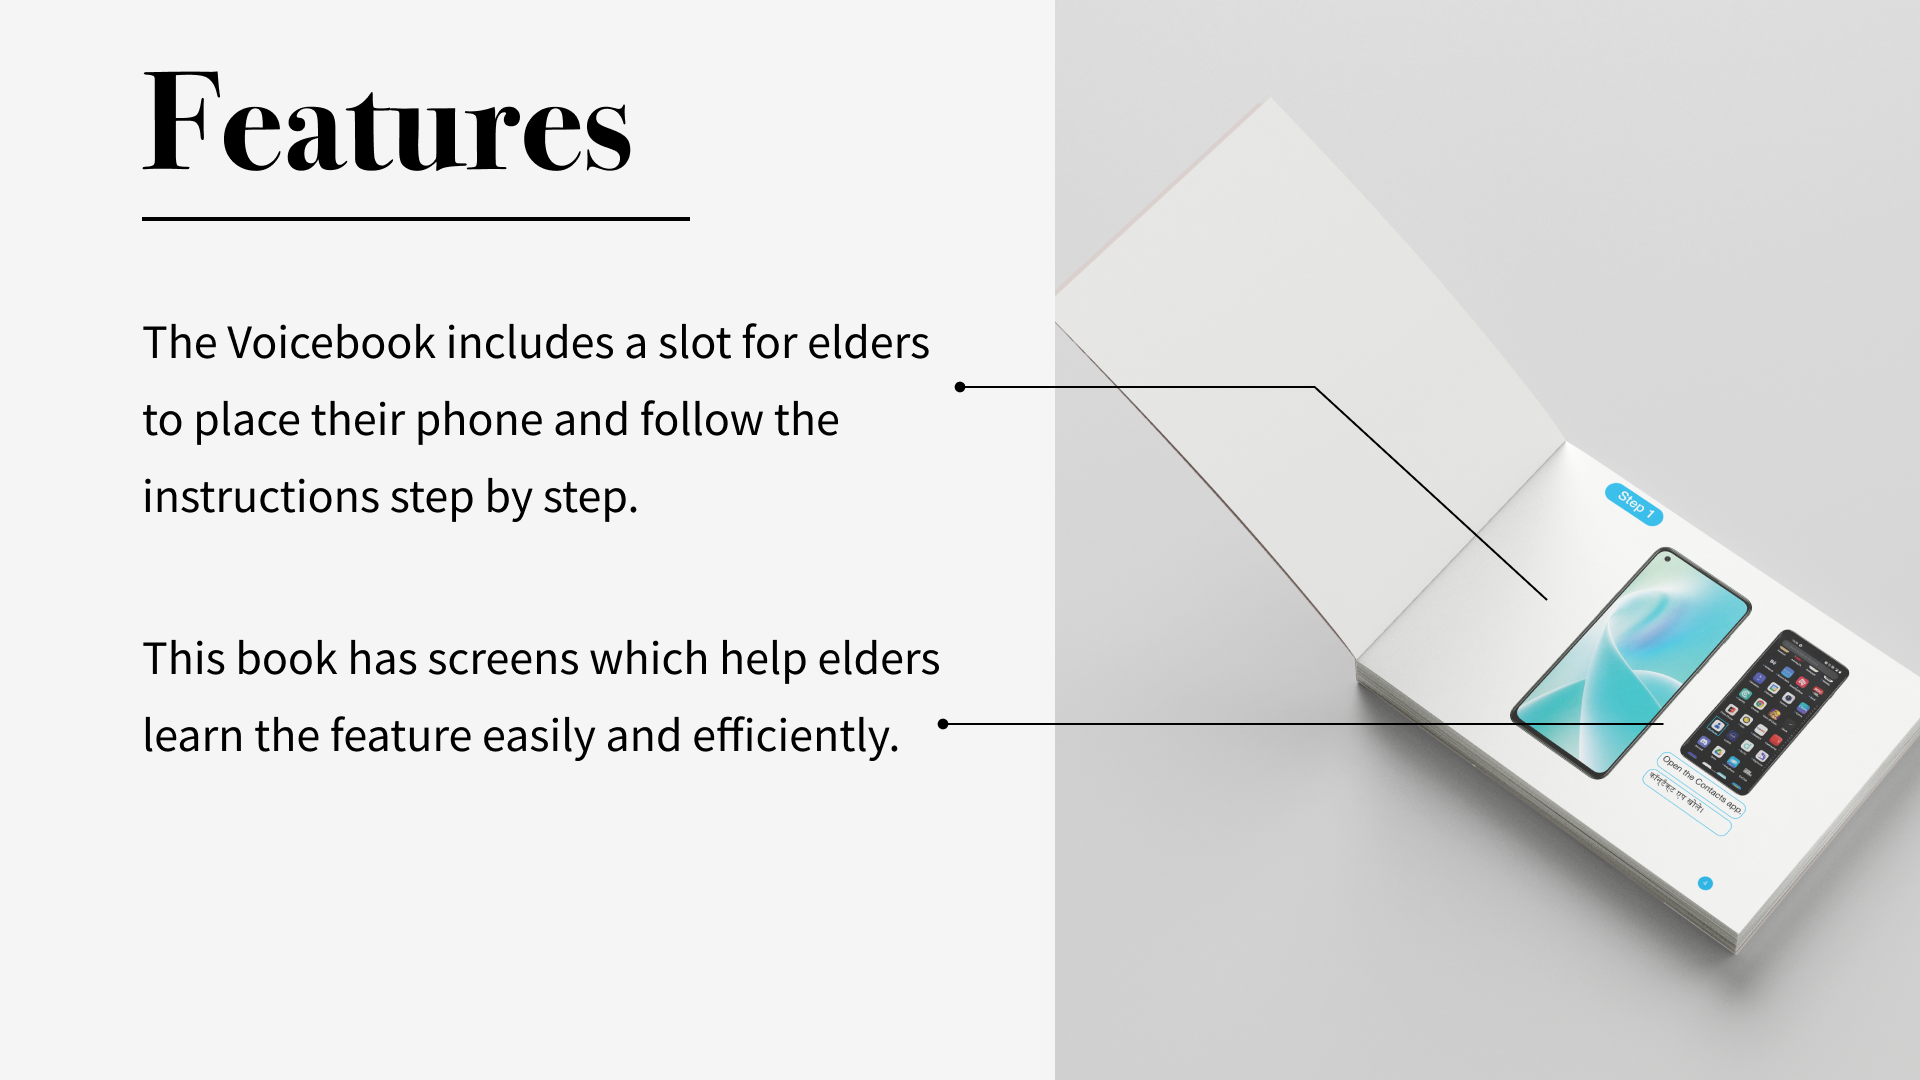 Features
The Voicebook includes a slot for elders
to place their phone and follow the
instructions step by step.
This book has screens which help elders
learn the feature easily and efficiently.
Step 1
Open the Contacts app.